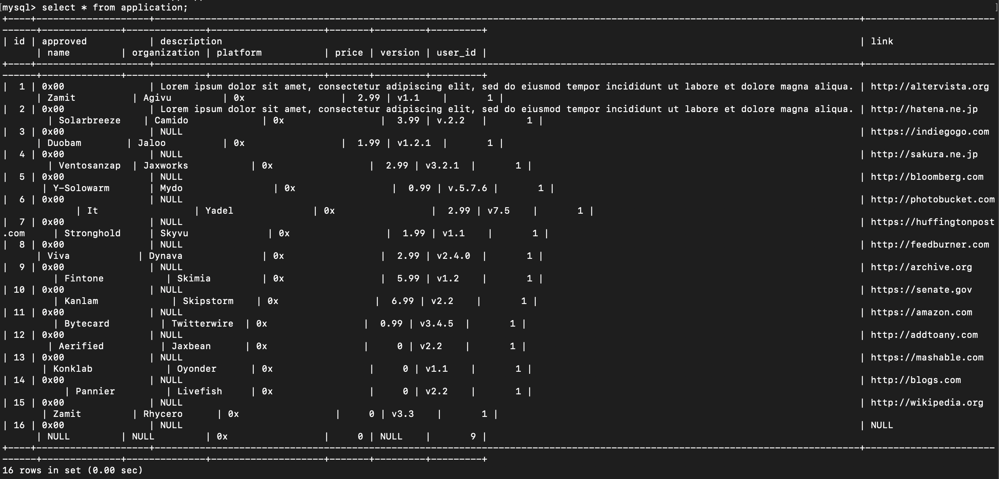 [mysql> select * from application; ]
+----+--------------------+-----------------------------------------------------------------------------------------------------------------------------+-----------------------
------+--------------+--------------+--------------------+-------+---------+---------+
| id | approved | description | link
| name | organization | platform | price | version | user_id |
+----+--------------------+-----------------------------------------------------------------------------------------------------------------------------+-----------------------
------+--------------+--------------+--------------------+-------+---------+---------+
| 1 | 0x00 | Lorem ipsum dolor sit amet, consectetur adipiscing elit, sed do eiusmod tempor incididunt ut labore et dolore magna aliqua. | http://altervista.org
| Zamit | Agivu | 0x | 2.99 | v1.1 | 1 |
| 2 | 0x00 | Lorem ipsum dolor sit amet, consectetur adipiscing elit, sed do eiusmod tempor incididunt ut labore et dolore magna aliqua. | http://hatena.ne.jp
| Solarbreeze | Camido | 0x | 3.99 | v.2.2 | 1 |
| 3 | 0x00 | NULL | https://indiegogo.com
| Duobam | Jaloo | 0x | 1.99 | v1.2.1 | 1 |
| 4 | 0x00 | NULL | http://sakura.ne.jp
| Ventosanzap | Jaxworks | 0x | 2.99 | v3.2.1 | 1 |
| 5 | 0x00 | NULL | http://bloomberg.com
| Y-Solowarm | Mydo | 0x | 0.99 | v.5.7.6 | 1 |
| 6 | 0x00 | NULL | http://photobucket.com
| It | Yadel | 0x | 2.99 | v7.5 | 1 |
| 7 | 0x00 | NULL | https://huffingtonpost
.com | Stronghold | Skyvu | 0x | 1.99 | v1.1 | 1 |
| 8 | 0x00 | NULL | http://feedburner.com
| Viva | Dynava | 0x | 2.99 | v2.4.0 | 1 |
| 9 | 0x00 | NULL | http://archive.org
| Fintone | Skimia | 0x | 5.99 | v1.2 | 1 |
| 10 | 0x00 | NULL | https://senate.gov
| Kanlam | Skipstorm | 0x | 6.99 | v2.2 | 1 |
| 11 | 0x00 | NULL | https://amazon.com
| Bytecard | Twitterwire | 0x | 0.99 | v3.4.5 | 1 |
| 12 | 0x00 | NULL | http://addtoany.com
| Aerified | Jaxbean | 0x | 0 | v2.2 | 1 |
| 13 | 0x00 | NULL | https://mashable.com
| Konklab | Oyonder | 0x | 0 | v1.1 | 1 |
| 14 | 0x00 | NULL | http://blogs.com
| Pannier | Livefish | 0x | 0 | v2.2 | 1 |
| 15 | 0x00 | NULL | http://wikipedia.org
| Zamit | Rhycero | 0x | 0 | v3.3 | 1 |
| 16 | 0x00 | NULL | NULL
| NULL | NULL | 0x | 0 | NULL | 9 |
+----+--------------------+-----------------------------------------------------------------------------------------------------------------------------+-----------------------
------+--------------+--------------+--------------------+-------+---------+---------+
16 rows in set (0.00 sec)